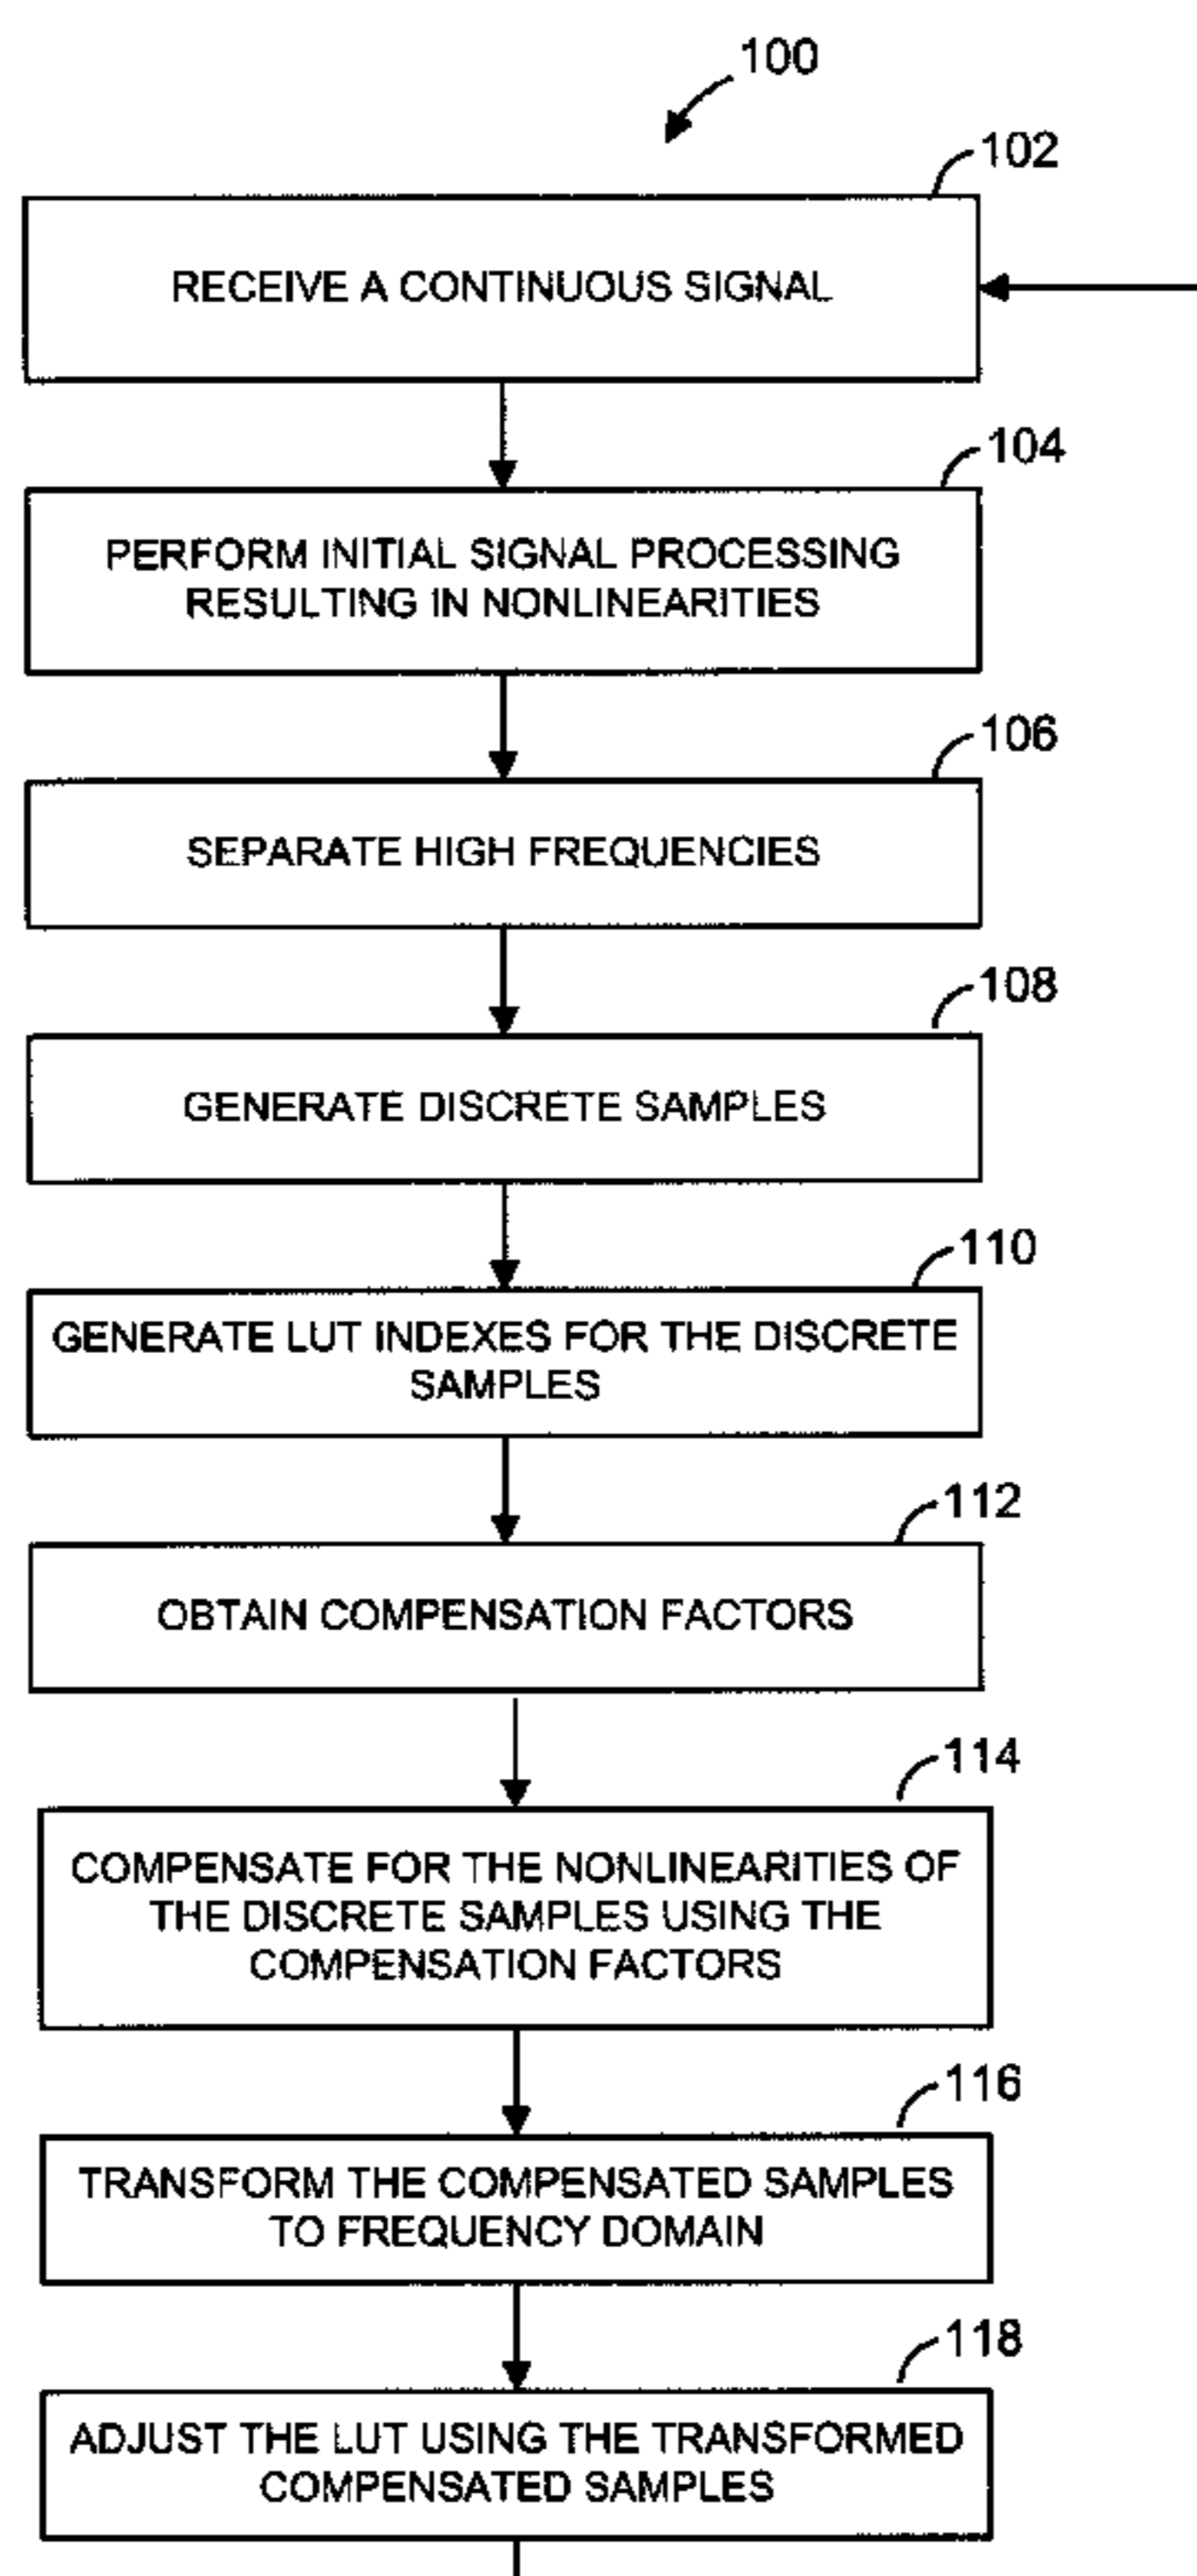 100
102
RECEIVE A CONTINUOUS SIGNAL
104
PERFORM INITIAL SIGNAL PROCESSING
RESULTING IN NONLINEARITIES
106
SEPARATE HIGH FREQUENCIES
108
GENERATE DISCRETE SAMPLES
110
GENERATE LUT INDEXES FOR THE DISCRETE
SAMPLES
112
OBTAIN COMPENSATION FACTORS
114
COMPENSATE FOR THE NONLINEARITIES OF
THE DISCRETE SAMPLES USING THE
COMPENSATION FACTORS
116
TRANSFORM THE COMPENSATED SAMPLES
TO FREQUENCY DOMAIN
118
ADJUST THE LUT USING THE TRANSFORMED
COMPENSATED SAMPLES